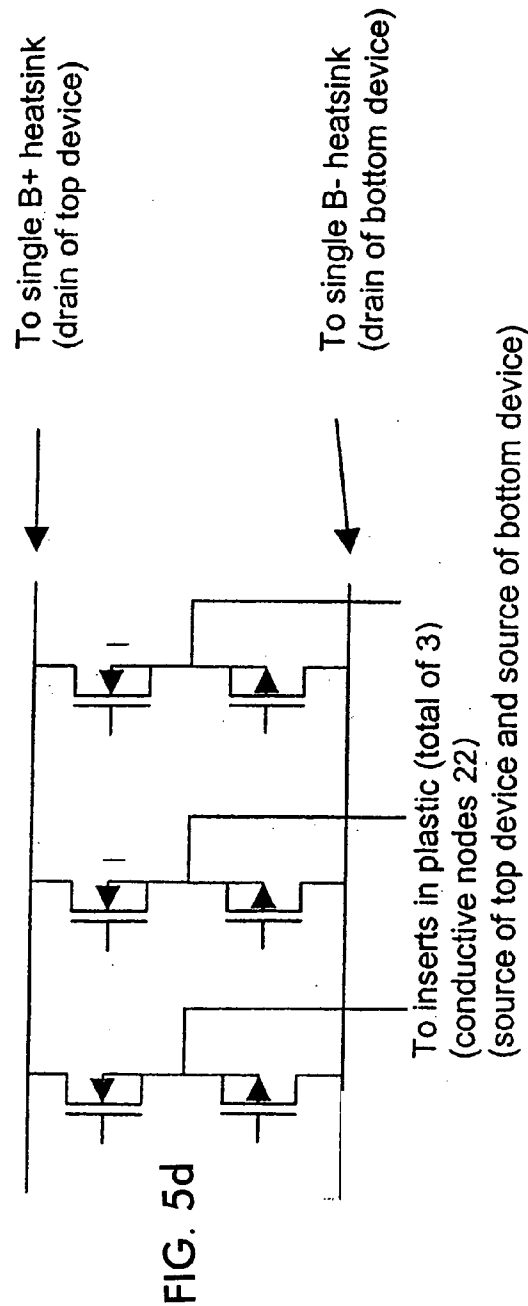 To single B+ heatsink
(drain of top device)
To single B- heatsink
(drain of bottom device)
To inserts in plastic (total of 3)
(conductive nodes 22)
(source of top device and source of bottom device)
FIG. 5d